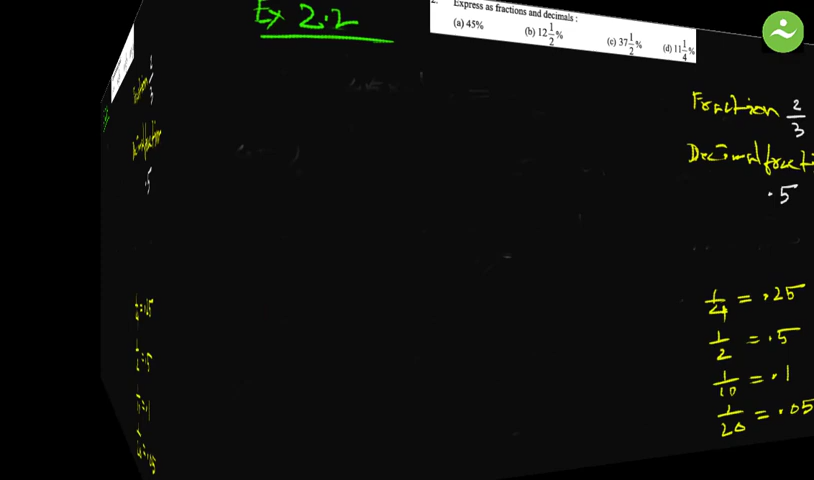 Ex 2.2
Express as fractions and decimals :
(a) 45% (b) 12 1/2 % (c) 37 1/2 % (d) 11 1/4 %
Fraction 2/3
Decimal fracti
.5
1/4 = .25
1/2 = .5
1/10 = .1
1/20 = .05